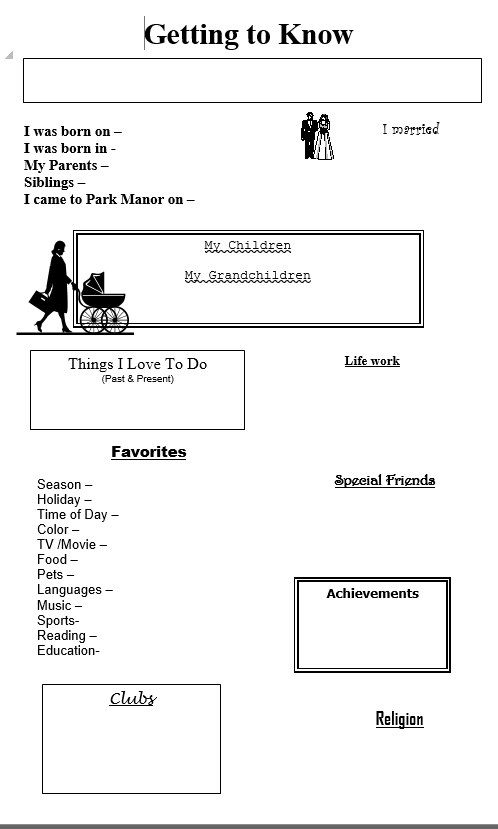 Getting to Know
I was born on –
I was born in -
My Parents –
Siblings –
I came to Park Manor on –
I married
My Children
My Grandchildren
Things I Love To Do
(Past & Present)
Life work
Favorites
Season –
Holiday –
Time of Day –
Color –
TV /Movie –
Food –
Pets –
Languages –
Music –
Sports-
Reading –
Education-
Special Friends
Achievements
Clubs
Religion